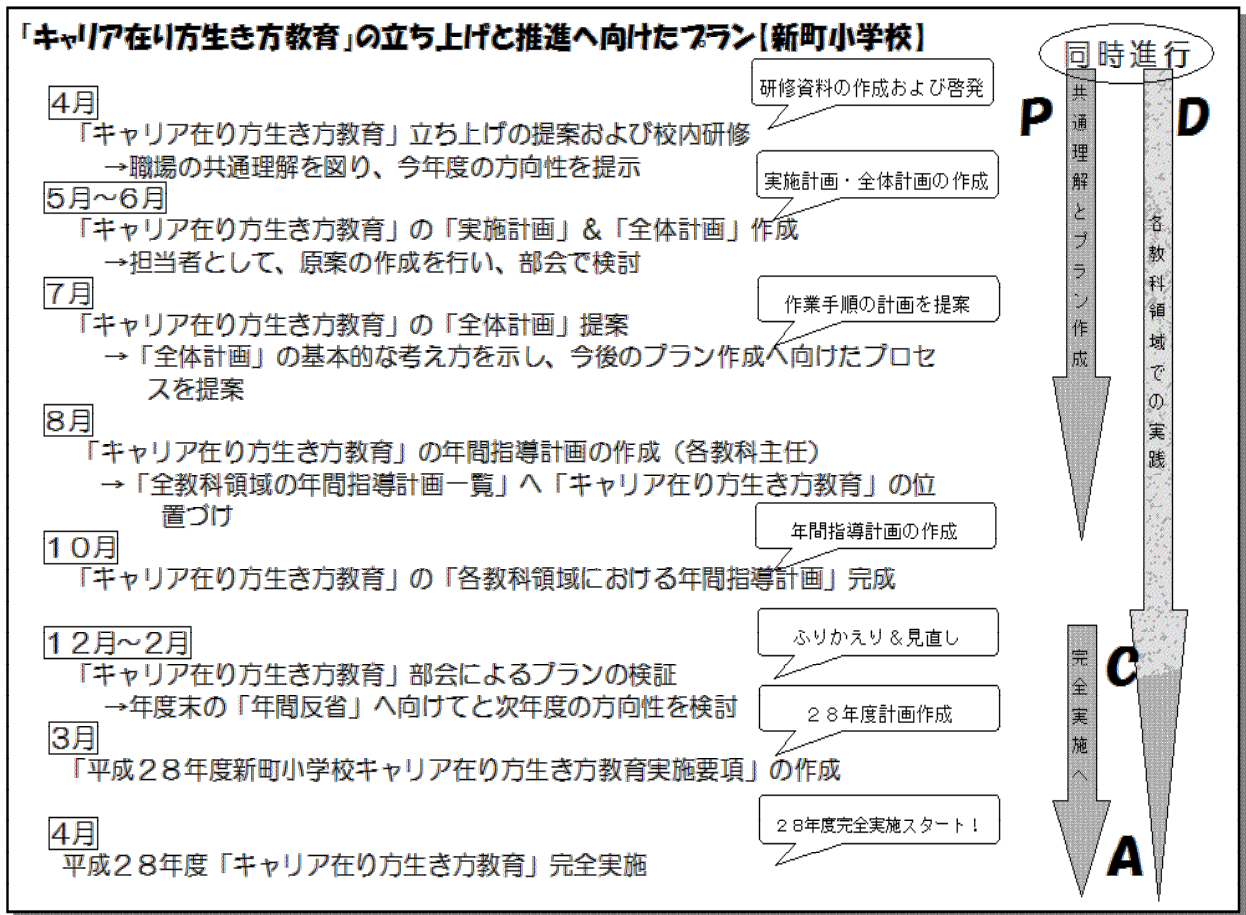 「キャリア在り方生き方教育」の立ち上げと推進へ向けたプラン【新町小学校】
同時進行
研修資料の作成および啓発
4月
「キャリア在り方生き方教育」立ち上げの提案および校内研修
→職場の共通理解を図り、今年度の方向性を提示
実施計画・全体計画の作成
5月～6月
「キャリア在り方生き方教育」の「実施計画」&「全体計画」作成
→担当者として、原案の作成を行い、部会で検討
7月
作業手順の計画を提案
「キャリア在り方生き方教育」の「全体計画」提案
→「全体計画」の基本的な考え方を示し、今後のプラン作成へ向けたプロセ
スを提案
8月
「キャリア在り方生き方教育」の年間指導計画の作成（各教科主任）
→「全教科領域の年間指導計画一覧」へ「キャリア在り方生き方教育」の位
置づけ
年間指導計画の作成
10月
「キャリア在り方生き方教育」の「各教科領域における年間指導計画」完成
ふりかえり&見直し
12月～2月
「キャリア在り方生き方教育」部会によるプランの検証
→年度末の「年間反省」へ向けてと次年度の方向性を検討
28年度計画作成
3月
「平成28年度新町小学校キャリア在り方生き方教育実施要項」の作成
28年度完全実施スタート！
4月
平成28年度「キャリア在り方生き方教育」完全実施
P
共通理解とプラン作成
D
各教科領域での実践
C
完全実施へ
A